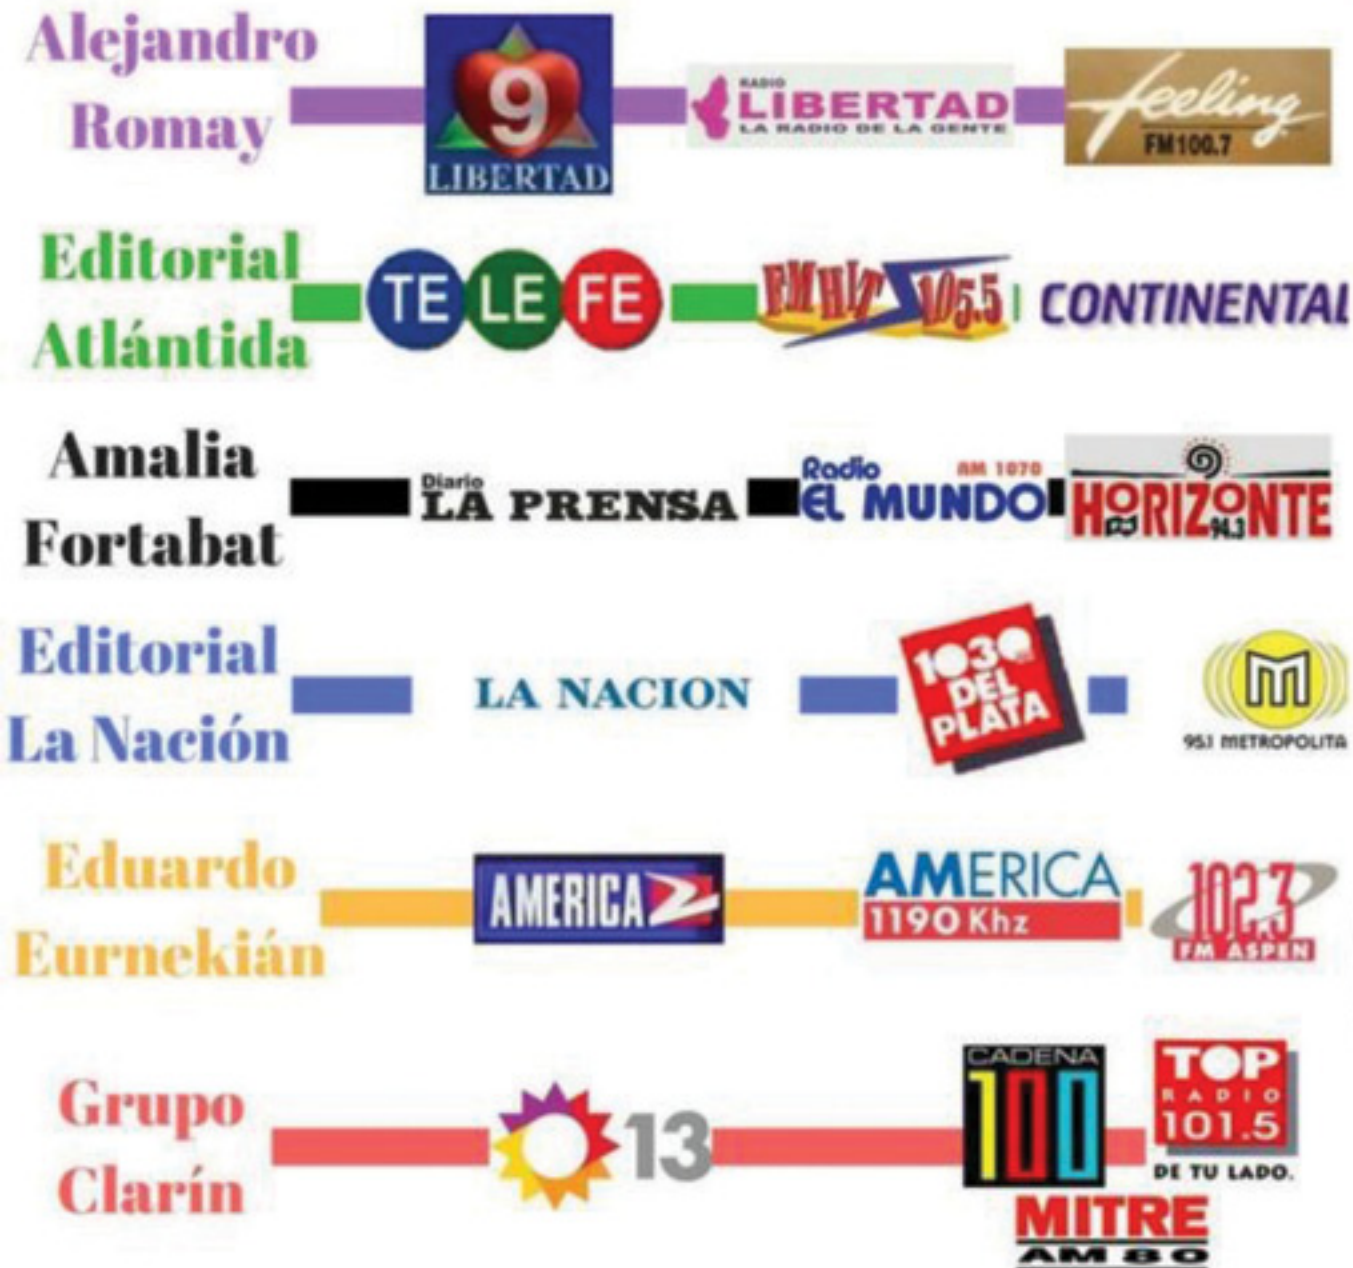 Alejandro
Romay
9
LIBERTAD
RADIO
LIBERTAD
LA RADIO DE LA GENTE
feeling
FM100.7
Editorial
Atlántida
TE LE FE
FM HIT 105.5
CONTINENTAL
Amalia
Fortabat
Diario
LA PRENSA
Radio AM 1070
EL MUNDO
HORIZONTE
94.3
Editorial
La Nación
LA NACION
1030
DEL
PLATA
M
95.1 METROPOLITA
Eduardo
Eurnekián
AMERICA 2
AMERICA
1190 Khz
102.3
FM ASPEN
Grupo
Clarín
13
CADENA
100
TOP
RADIO
101.5
DE TU LADO.
MITRE
AM 80